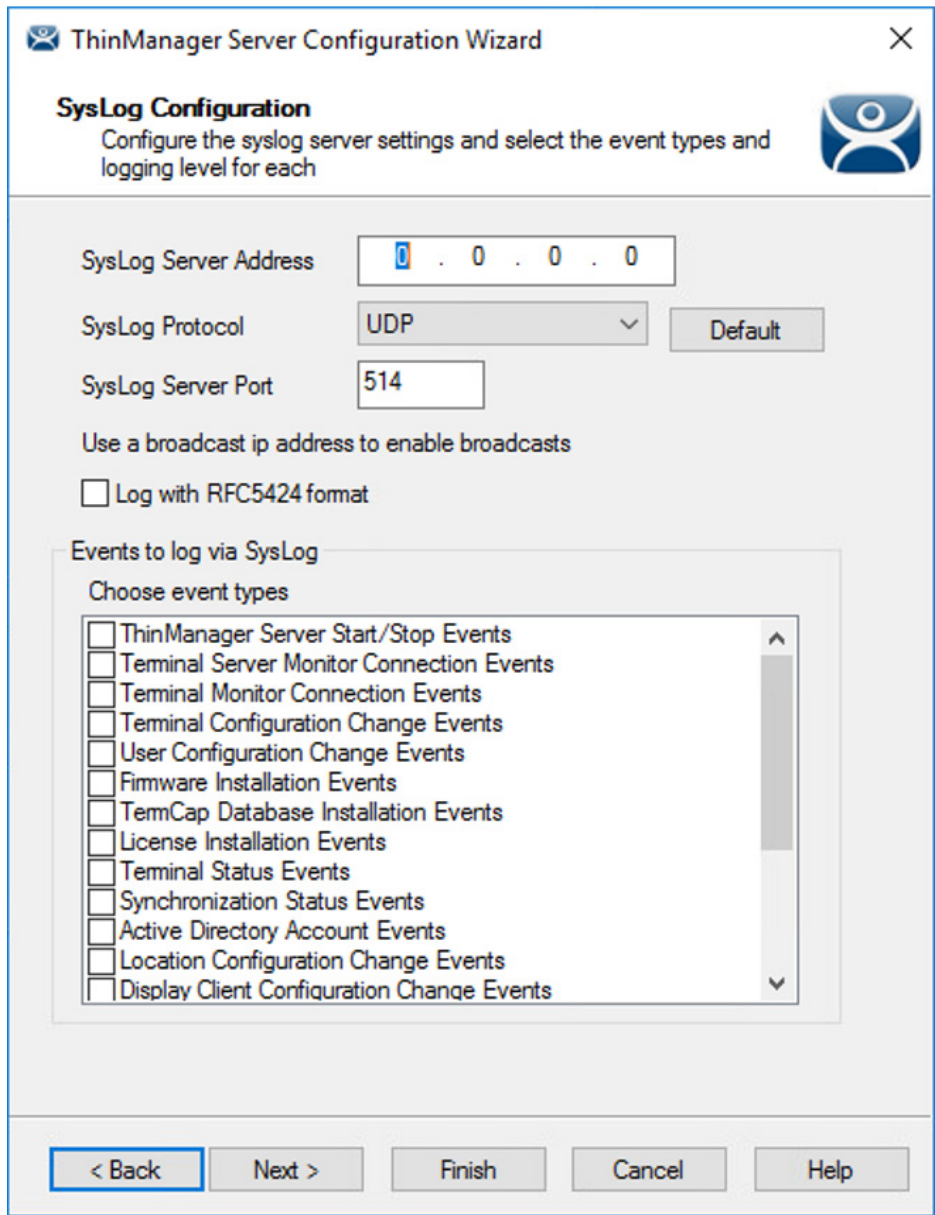 ThinManager Server Configuration Wizard
SysLog Configuration
Configure the syslog server settings and select the event types and
logging level for each
SysLog Server Address 0 . 0 . 0 . 0
SysLog Protocol UDP Default
SysLog Server Port 514
Use a broadcast ip address to enable broadcasts
Log with RFC5424 format
Events to log via SysLog
Choose event types
ThinManager Server Start/Stop Events
Terminal Server Monitor Connection Events
Terminal Monitor Connection Events
Terminal Configuration Change Events
User Configuration Change Events
Firmware Installation Events
TermCap Database Installation Events
License Installation Events
Terminal Status Events
Synchronization Status Events
Active Directory Account Events
Location Configuration Change Events
Display Client Configuration Change Events
< Back Next > Finish Cancel Help